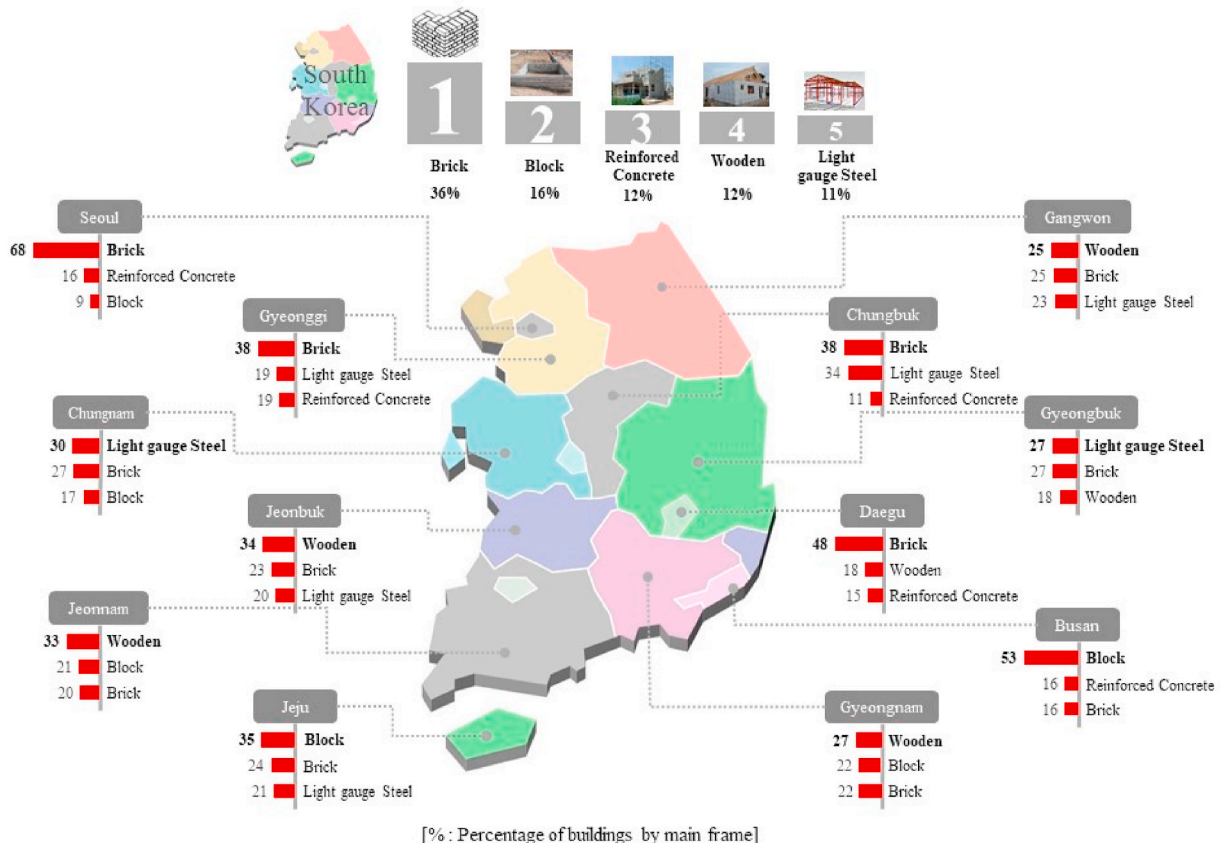 South
Korea
1
2
3
4
5
Brick
36%
Block
16%
Reinforced
Concrete
12%
Wooden
12%
Light
gauge Steel
11%
Seoul
68 Brick
16 Reinforced Concrete
9 Block
Gyeonggi
38 Brick
19 Light gauge Steel
19 Reinforced Concrete
Chungnam
30 Light gauge Steel
27 Brick
17 Block
Jeonbuk
34 Wooden
23 Brick
20 Light gauge Steel
Jeonnam
33 Wooden
21 Block
20 Brick
Jeju
35 Block
24 Brick
21 Light gauge Steel
Gangwon
25 Wooden
25 Brick
23 Light gauge Steel
Chungbuk
38 Brick
34 Light gauge Steel
11 Reinforced Concrete
Gyeongbuk
27 Light gauge Steel
27 Brick
18 Wooden
Daegu
48 Brick
18 Wooden
15 Reinforced Concrete
Busan
53 Block
16 Reinforced Concrete
16 Brick
Gyeongnam
27 Wooden
22 Block
22 Brick
[% : Percentage of buildings by main frame]